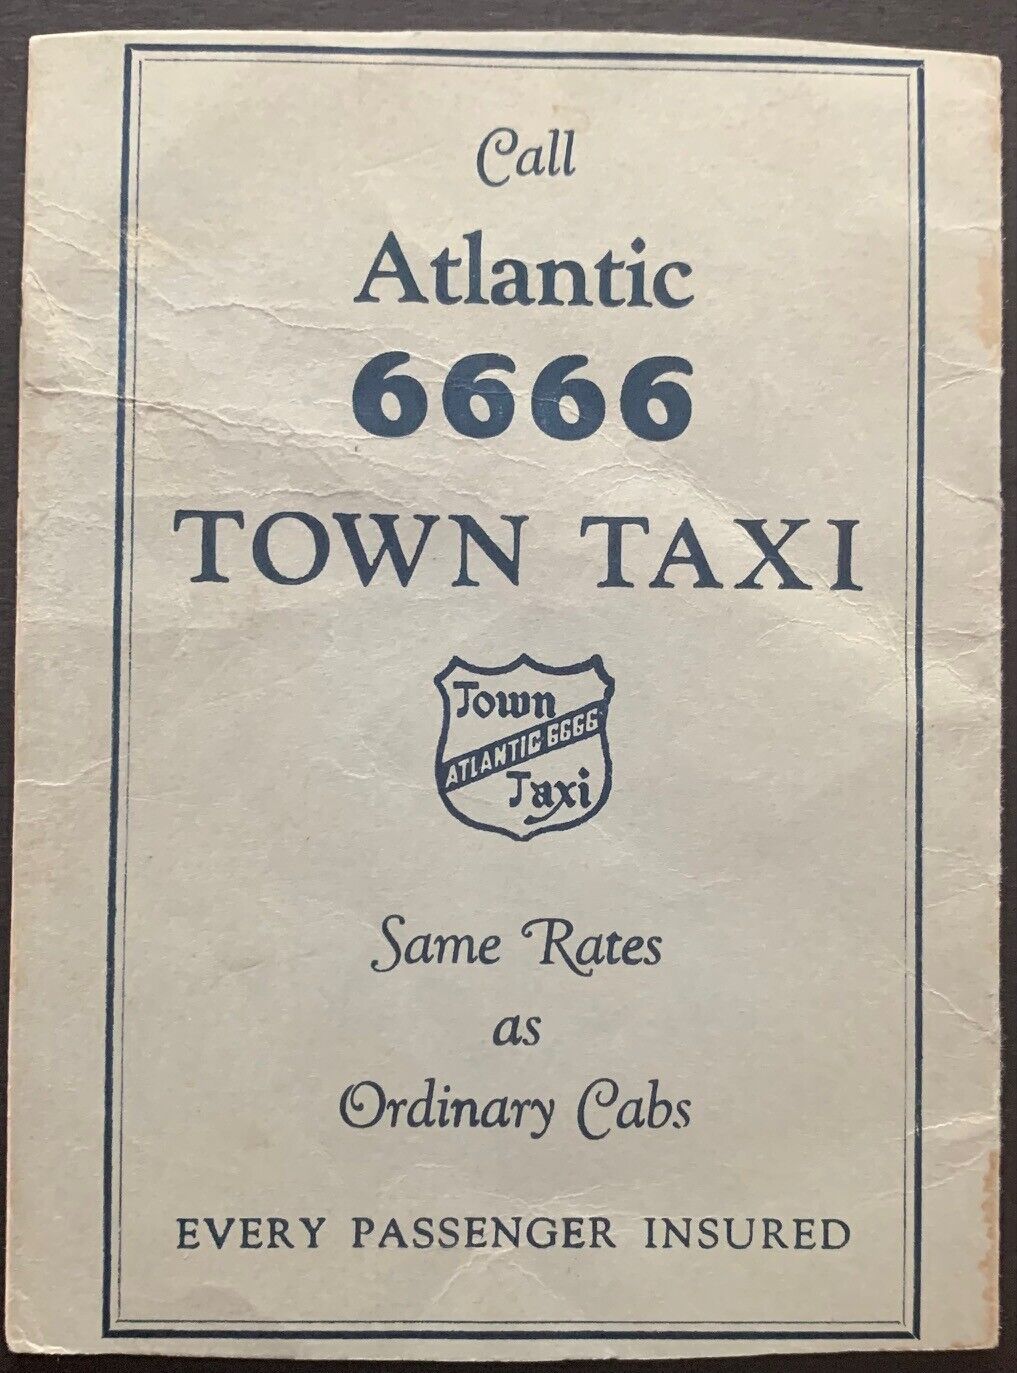 Call
Atlantic
6666
TOWN TAXI
Town
ATLANTIC 6666
Taxi
Same Rates
as
Ordinary Cabs
EVERY PASSENGER INSURED